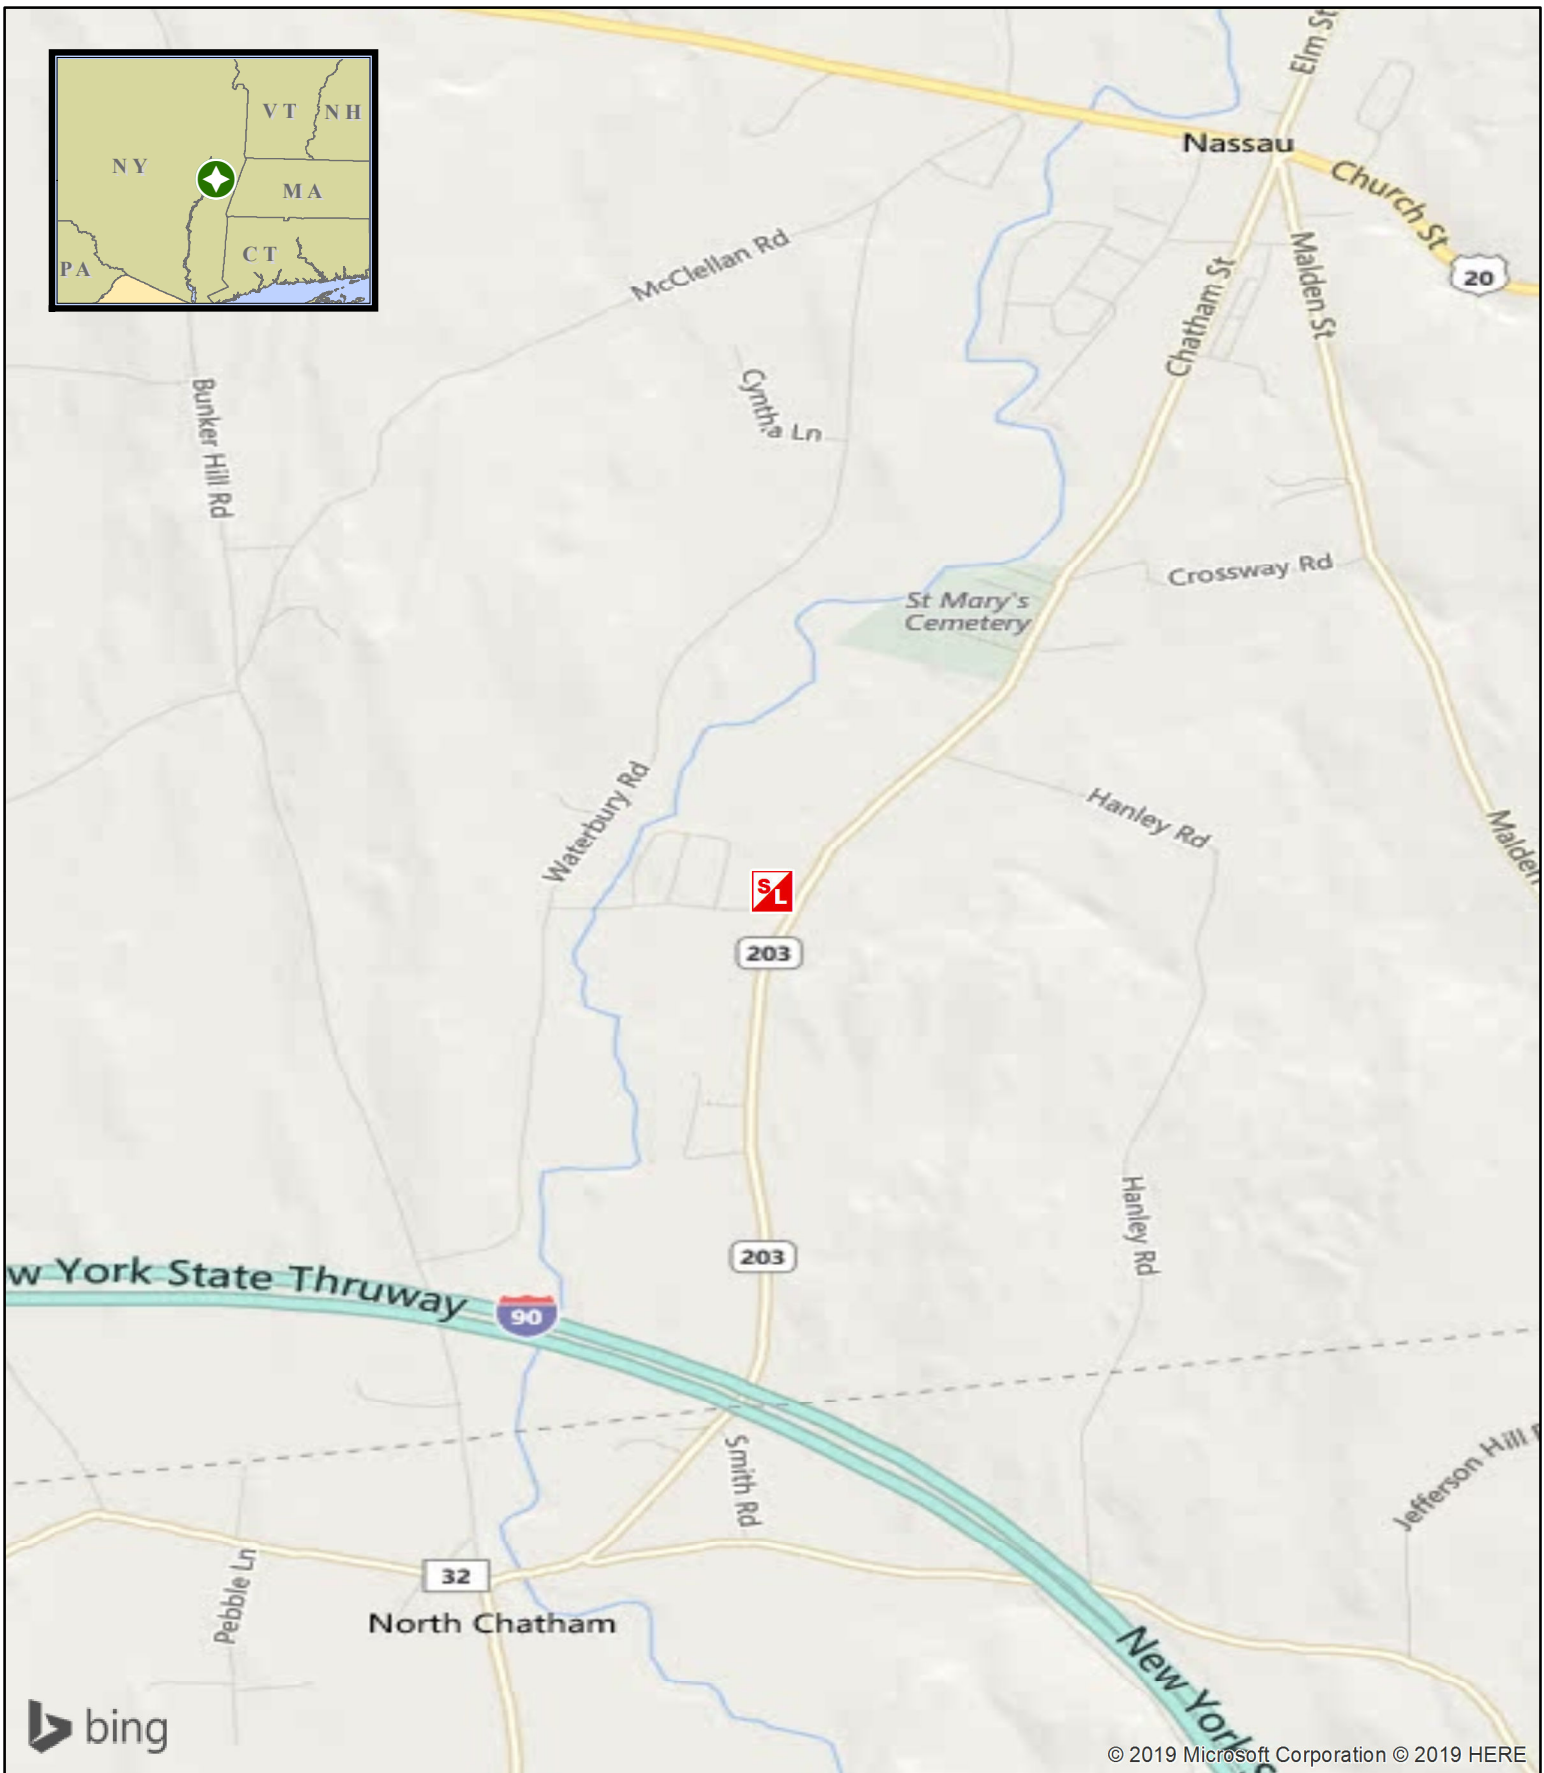 Elm St
VT
NH
NY
MA
CT
PA
Nassau
Church St
20
McClellan Rd
Chatham St
Malden St
Cyntha Ln
Bunker Hill Rd
Crossway Rd
St Mary's
Cemetery
Waterbury Rd
Hanley Rd
Malden
S
L
203
Hanley Rd
203
w York State Thruway
90
Smith Rd
Jefferson Hill
32
Pebble Ln
North Chatham
New York S
bing
© 2019 Microsoft Corporation © 2019 HERE